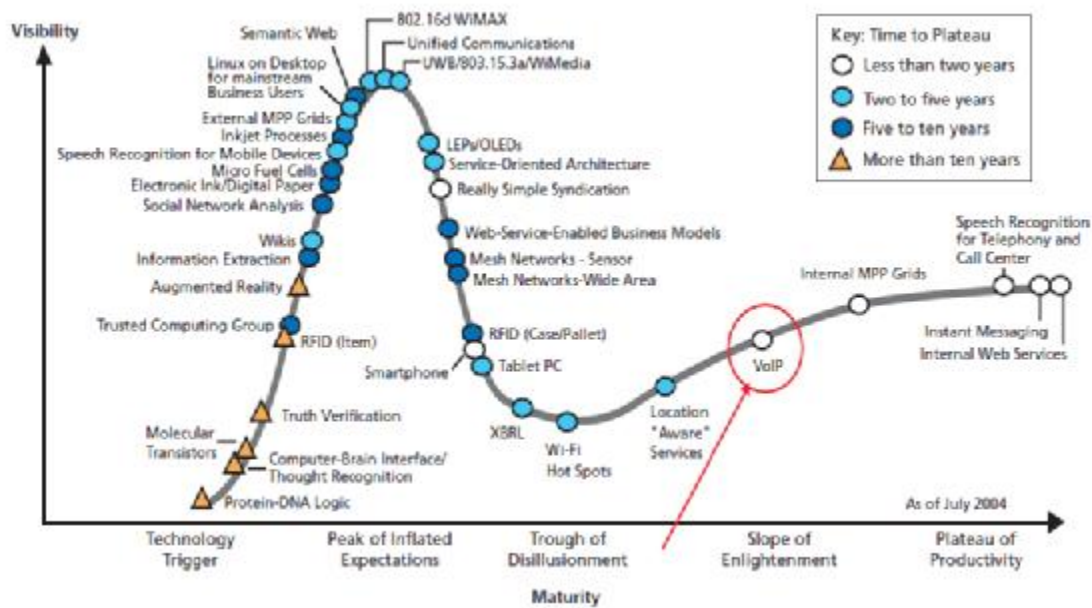 Visibility
Key: Time to Plateau
Less than two years
Two to five years
Five to ten years
More than ten years
802.16d WiMAX
Unified Communications
UWB/803.15.3a/WiMedia
Semantic Web
Linux on Desktop
for mainstream
Business Users
External MPP Grids
Inkjet Processes
Speech Recognition for Mobile Devices
Micro Fuel Cells
Electronic Ink/Digital Paper
Social Network Analysis
Wikis
Information Extraction
Augmented Reality
Trusted Computing Group
RFID (Item)
Truth Verification
Molecular
Transistors
Computer-Brain Interface/
Thought Recognition
Protein-DNA Logic
LEPs/OLEDs
Service-Oriented Architecture
Really Simple Syndication
Web-Service-Enabled Business Models
Mesh Networks - Sensor
Mesh Networks-Wide Area
RFID (Case/Pallet)
Smartphone
Tablet PC
XBRL
Wi-Fi
Hot Spots
Location
"Aware"
Services
VoIP
Internal MPP Grids
Speech Recognition
for Telephony and
Call Center
Instant Messaging
Internal Web Services
As of July 2004
Technology
Trigger
Peak of Inflated
Expectations
Trough of
Disillusionment
Slope of
Enlightenment
Plateau of
Productivity
Maturity